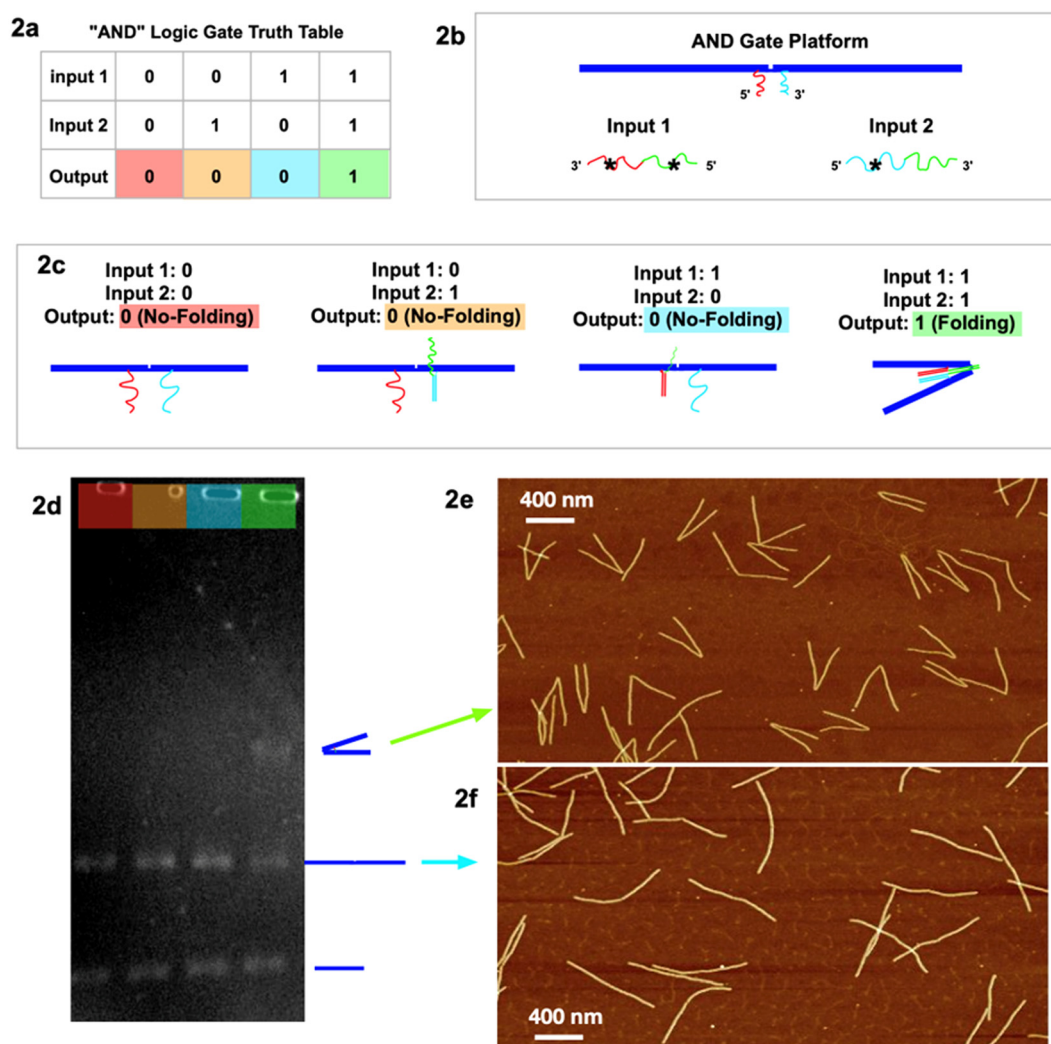 2a
"AND" Logic Gate Truth Table
input 1 0 0 1 1
Input 2 0 1 0 1
Output 0 0 0 1
2b
AND Gate Platform
5' 3'
Input 1 Input 2
3' * * 5' 5' * 3'
2c
Input 1: 0
Input 2: 0
Output: 0 (No-Folding)
Input 1: 0
Input 2: 1
Output: 0 (No-Folding)
Input 1: 1
Input 2: 0
Output: 0 (No-Folding)
Input 1: 1
Input 2: 1
Output: 1 (Folding)
2d
2e
400 nm
2f
400 nm